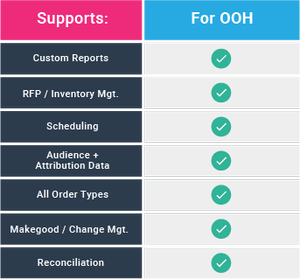 Supports:
For OOH
Custom Reports
RFP / Inventory Mgt.
Scheduling
Audience +
Attribution Data
All Order Types
Makegood / Change Mgt.
Reconciliation